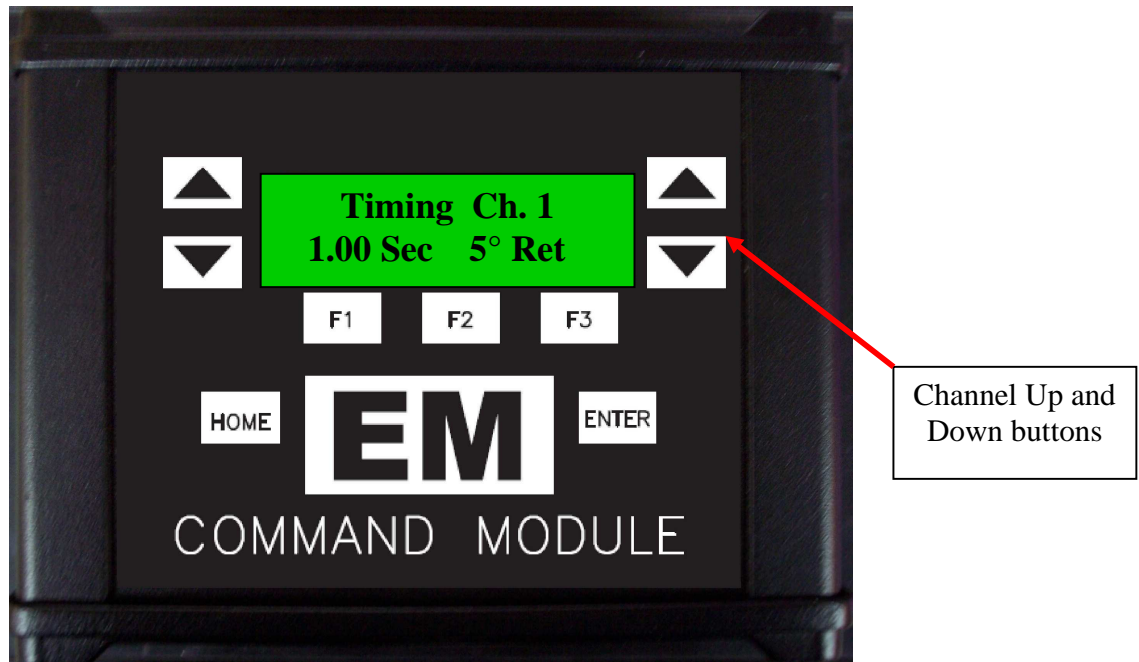 Timing Ch. 1
1.00 Sec 5° Ret
F1 F2 F3
HOME
EM
ENTER
COMMAND MODULE
Channel Up and
Down buttons